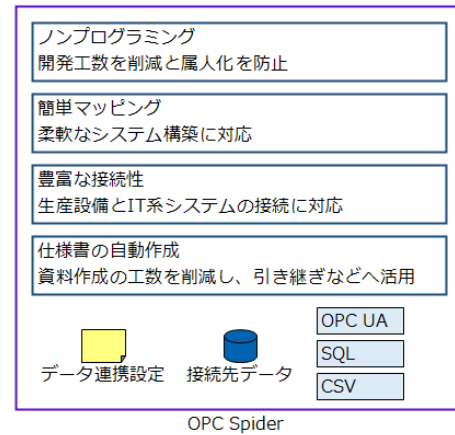 ノンプログラミング
開発工数を削減と属人化を防止
簡単マッピング
柔軟なシステム構築に対応
豊富な接続性
生産設備とIT系システムの接続に対応
仕様書の自動作成
資料作成の工数を削減し、引き継ぎなどへ活用
OPC UA
SQL
CSV
データ連携設定
接続先データ
OPC Spider